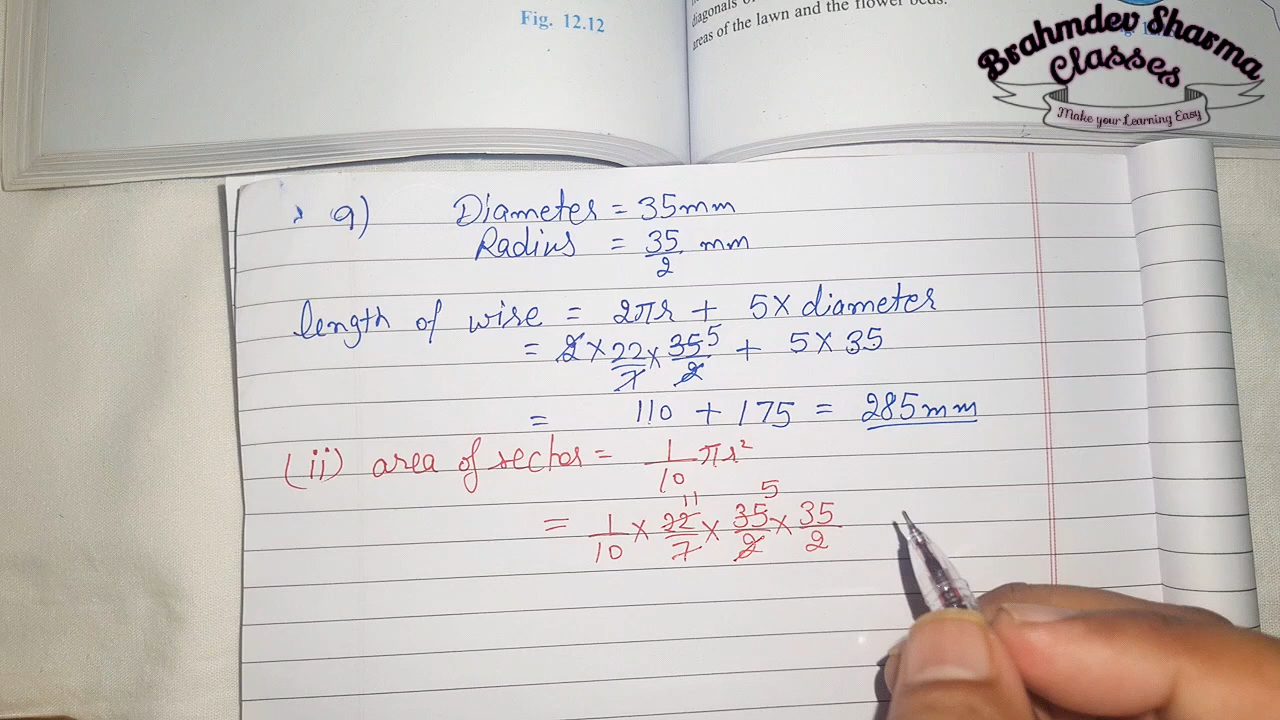 Fig. 12.12
diagonals
areas of the lawn and the flower beds.
Brahmdev Sharma
Classes
Make your Learning Easy
9) Diameter = 35mm
Radius = 35/2 mm
length of wire = 2πr + 5× diameter
= 2 × 22/7 × 35/2 5 + 5 × 35
= 110 + 175 = 285mm
(ii) area of sector = 1/10 πr²
11 5
= 1/10 × 22/7 × 35/2 × 35/2